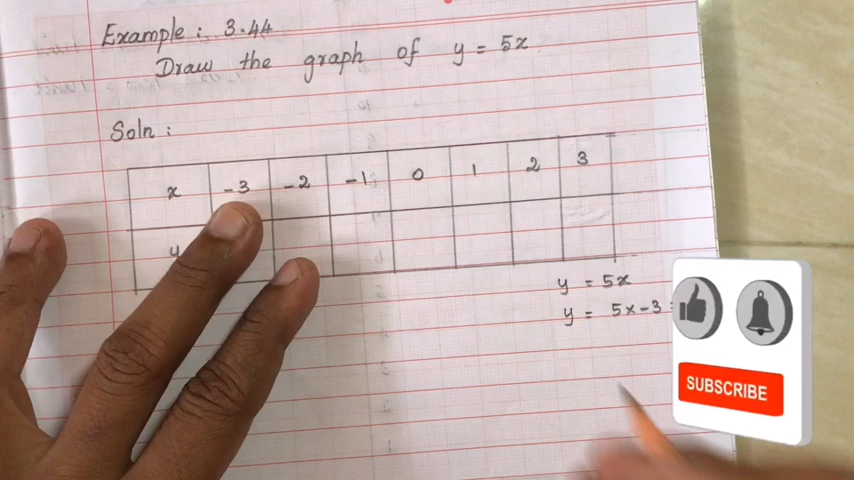 Example: 3.44
Draw the graph of y = 5x
Soln:
x -3 -2 -1 0 1 2 3
y
y = 5x
y = 5x-3 =
SUBSCRIBE